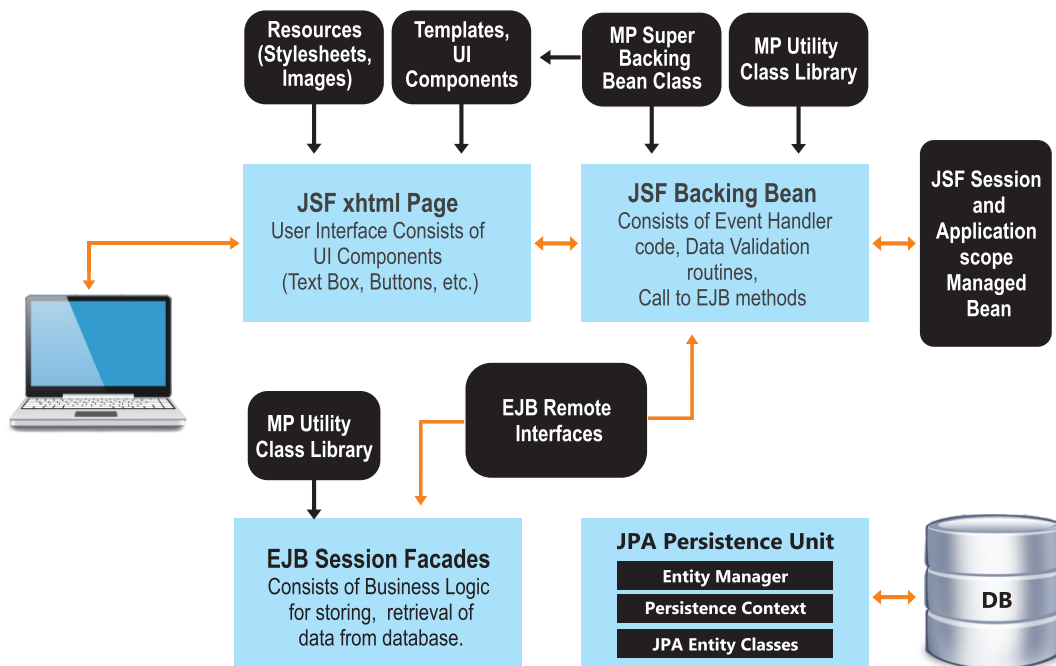 Resources
(Stylesheets,
Images)
Templates,
UI
Components
MP Super
Backing
Bean Class
MP Utility
Class Library
JSF xhtml Page
User Interface Consists of
UI Components
(Text Box, Buttons, etc.)
JSF Backing Bean
Consists of Event Handler
code, Data Validation
routines,
Call to EJB methods
JSF Session
and
Application
scope
Managed
Bean
MP Utility
Class Library
EJB Remote
Interfaces
EJB Session Facades
Consists of Business Logic
for storing, retrieval of
data from database.
JPA Persistence Unit
Entity Manager
Persistence Context
JPA Entity Classes
DB